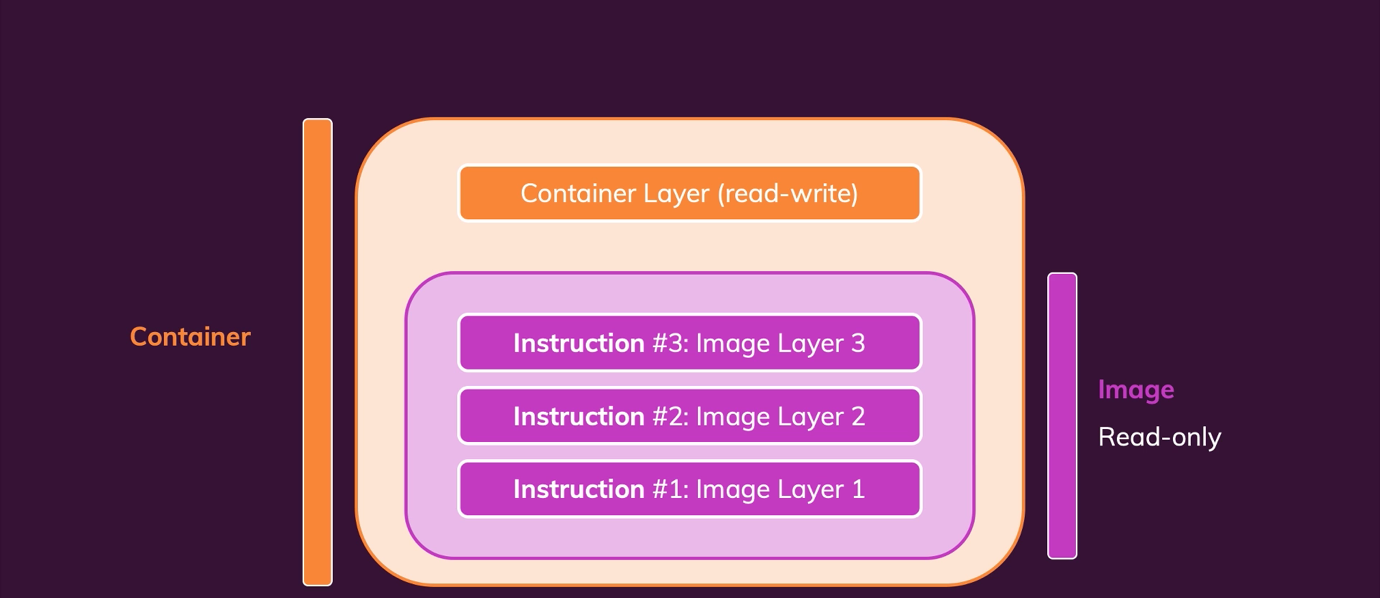 Container Layer (read-write)
Instruction #3: Image Layer 3
Container
Instruction #2: Image Layer 2
Image
Read-only
Instruction #1: Image Layer 1